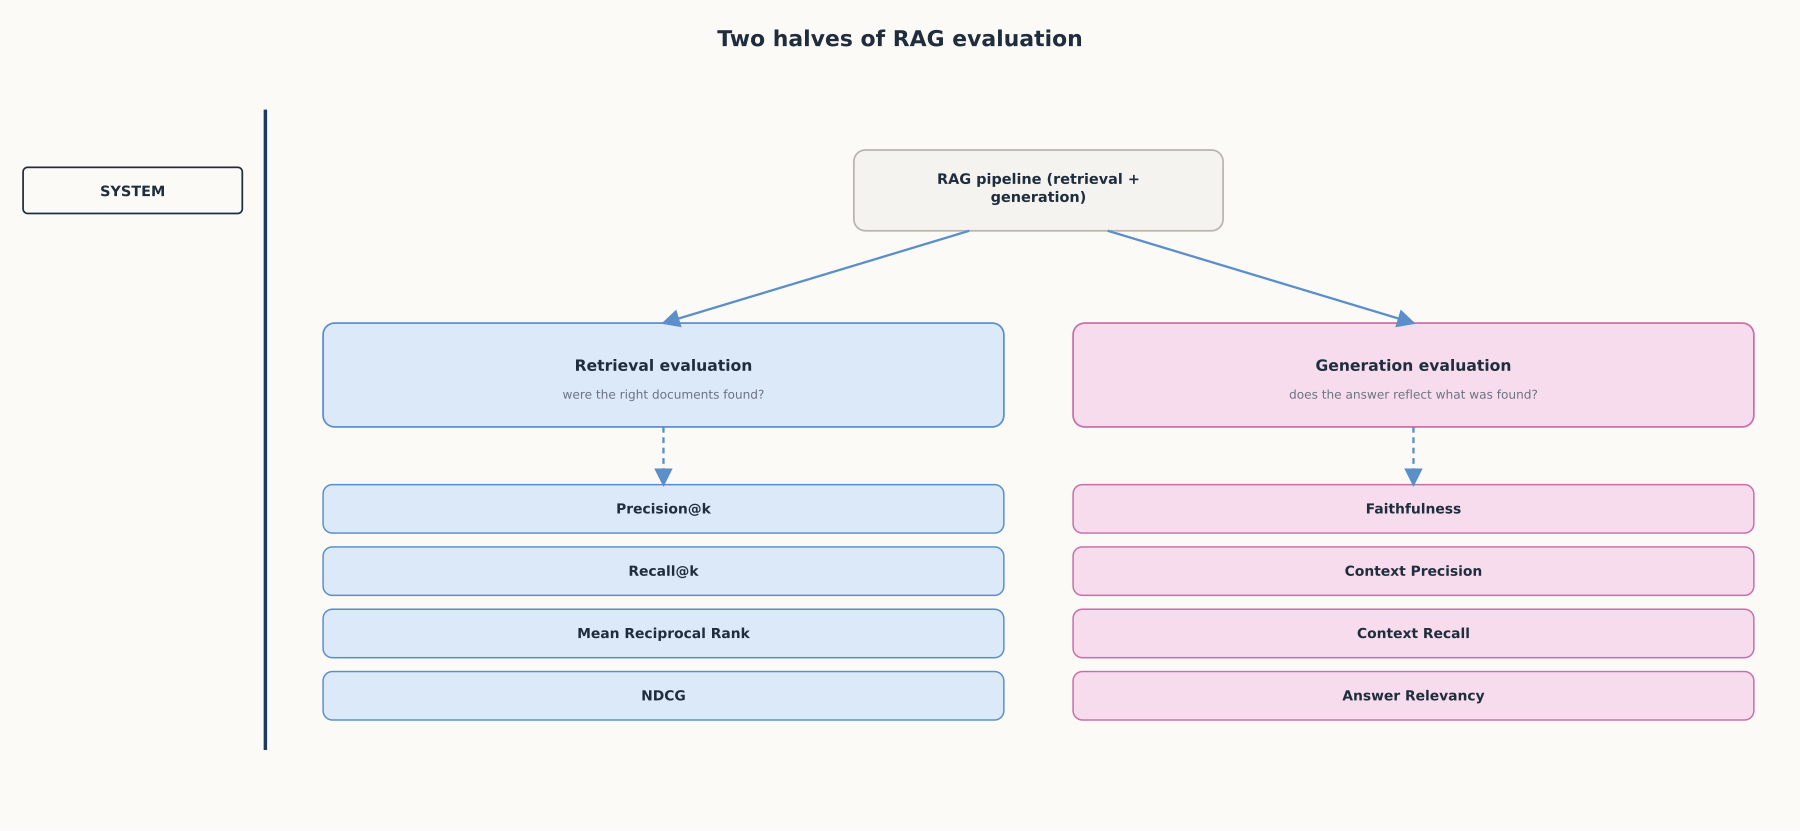 Two halves of RAG evaluation
SYSTEM
RAG pipeline (retrieval +
generation)
Retrieval evaluation
were the right documents found?
Generation evaluation
does the answer reflect what was found?
Precision@k
Recall@k
Mean Reciprocal Rank
NDCG
Faithfulness
Context Precision
Context Recall
Answer Relevancy